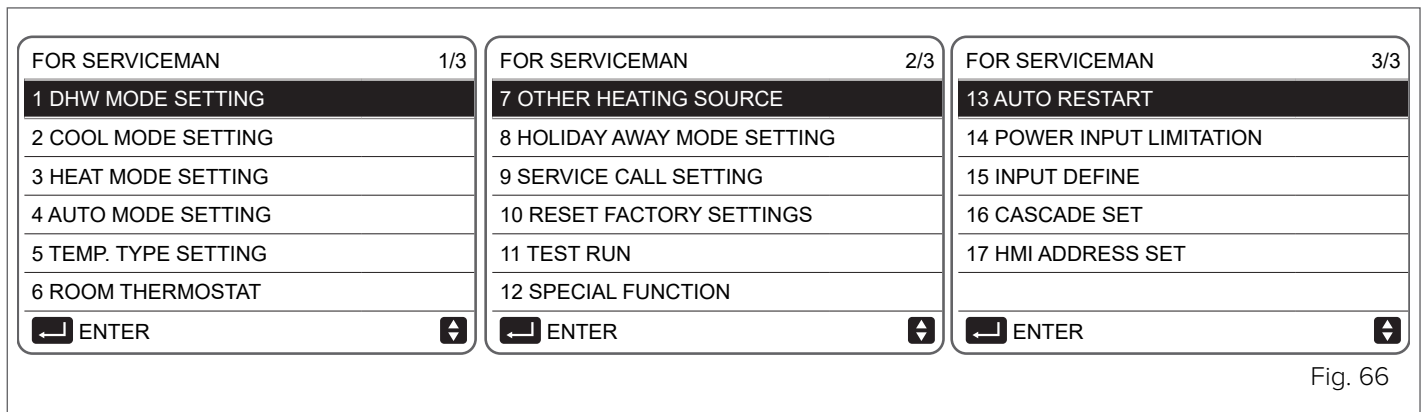 FOR SERVICEMAN 1/3
1 DHW MODE SETTING
2 COOL MODE SETTING
3 HEAT MODE SETTING
4 AUTO MODE SETTING
5 TEMP. TYPE SETTING
6 ROOM THERMOSTAT
ENTER
FOR SERVICEMAN 2/3
7 OTHER HEATING SOURCE
8 HOLIDAY AWAY MODE SETTING
9 SERVICE CALL SETTING
10 RESET FACTORY SETTINGS
11 TEST RUN
12 SPECIAL FUNCTION
ENTER
FOR SERVICEMAN 3/3
13 AUTO RESTART
14 POWER INPUT LIMITATION
15 INPUT DEFINE
16 CASCADE SET
17 HMI ADDRESS SET
ENTER
Fig. 66